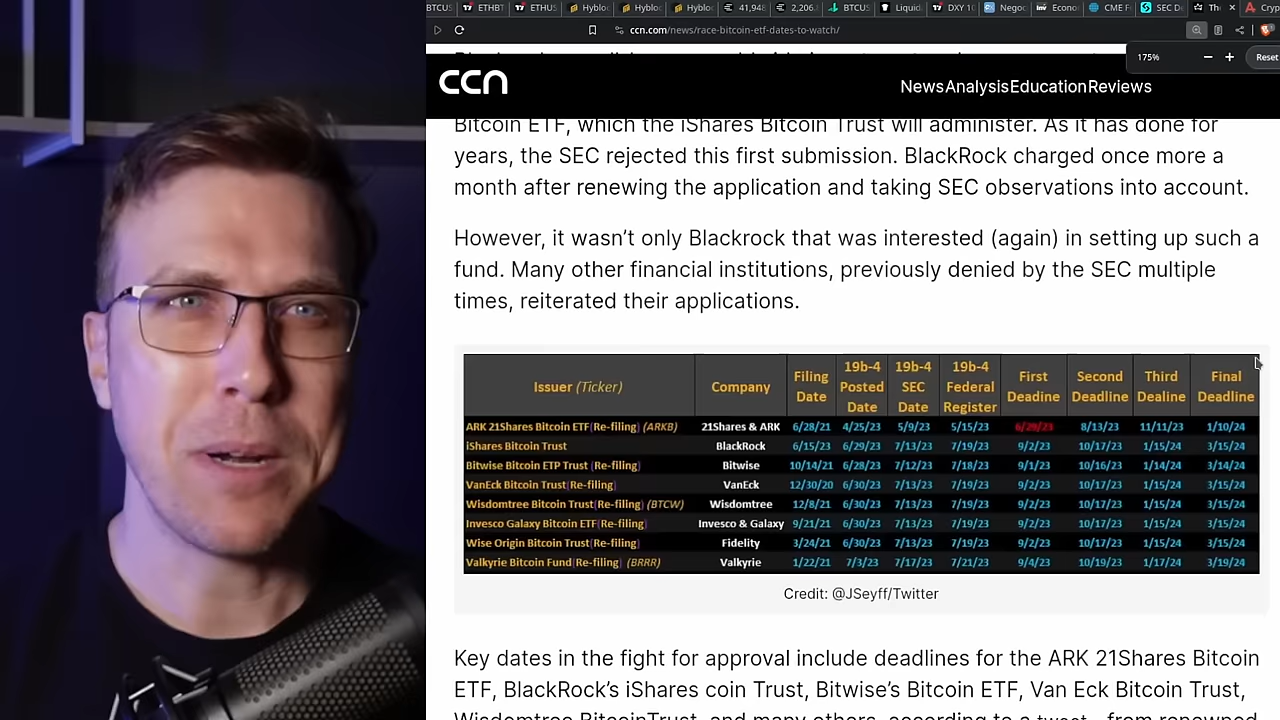 BTCUS ETHBT ETHUS Hybloc Hybloc Hybloc 41,948 2,206. BTCUS Liquid DXY 10 Negoc Econo CME F SEC D Th Cryp
ccn.com/news/race-bitcoin-etf-dates-to-watch/
175% − + Reset
ccn
News Analysis Education Reviews
Bitcoin ETF, which the iShares Bitcoin Trust will administer. As it has done for
years, the SEC rejected this first submission. BlackRock charged once more a
month after renewing the application and taking SEC observations into account.
However, it wasn’t only Blackrock that was interested (again) in setting up such a
fund. Many other financial institutions, previously denied by the SEC multiple
times, reiterated their applications.
Issuer (Ticker) Company Filing Date 19b-4 Posted Date 19b-4 SEC Date 19b-4 Federal Register First Deadine Second Deadline Third Dealine Final Deadline
ARK 21Shares Bitcoin ETF(Re-filing) (ARKB) 21Shares & ARK 6/28/21 4/25/23 5/9/23 5/15/23 6/29/23 8/13/23 11/11/23 1/10/24
iShares Bitcoin Trust BlackRock 6/15/23 6/29/23 7/13/23 7/19/23 9/2/23 10/17/23 1/15/24 3/15/24
Bitwise Bitcoin ETP Trust (Re-filing) Bitwise 10/14/21 6/28/23 7/12/23 7/18/23 9/1/23 10/16/23 1/14/24 3/14/24
VanEck Bitcoin Trust(Re-filing) VanEck 12/30/20 6/30/23 7/13/23 7/19/23 9/2/23 10/17/23 1/15/24 3/15/24
Wisdomtree Bitcoin Trust(Re-filing) (BTCW) Wisdomtree 12/8/21 6/30/23 7/13/23 7/19/23 9/2/23 10/17/23 1/15/24 3/15/24
Invesco Galaxy Bitcoin ETF(Re-filing) Invesco & Galaxy 9/21/21 6/30/23 7/13/23 7/19/23 9/2/23 10/17/23 1/15/24 3/15/24
Wise Origin Bitcoin Trust(Re-filing) Fidelity 3/24/21 6/30/23 7/13/23 7/19/23 9/2/23 10/17/23 1/15/24 3/15/24
Valkyrie Bitcoin Fund(Re-filing) (BRRR) Valkyrie 1/22/21 7/3/23 7/17/23 7/21/23 9/4/23 10/19/23 1/17/24 3/19/24
Credit: @JSeyff/Twitter
Key dates in the fight for approval include deadlines for the ARK 21Shares Bitcoin
ETF, BlackRock’s iShares coin Trust, Bitwise’s Bitcoin ETF, Van Eck Bitcoin Trust,
Wisdomtree BitcoinTrust, and many others, according to a tweet from renowned